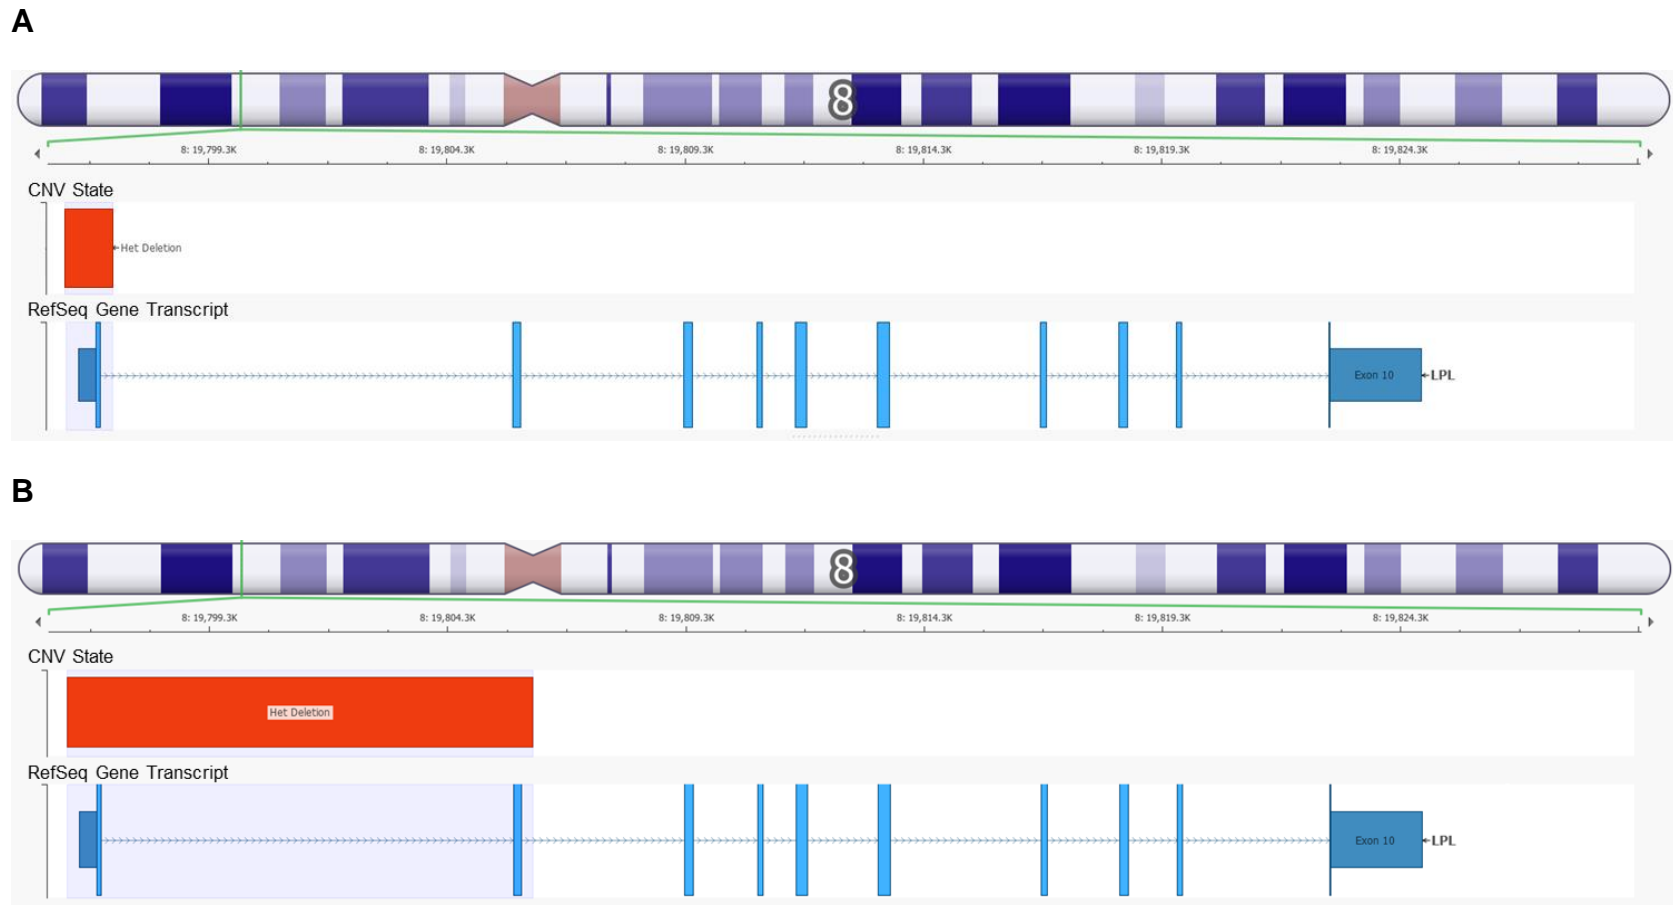 A
8
8: 19,799.3K 8: 19,804.3K 8: 19,809.3K 8: 19,814.3K 8: 19,819.3K 8: 19,824.3K
CNV State
Het Deletion
RefSeq Gene Transcript
Exon 10 LPL
B
8
8: 19,799.3K 8: 19,804.3K 8: 19,809.3K 8: 19,814.3K 8: 19,819.3K 8: 19,824.3K
CNV State
Het Deletion
RefSeq Gene Transcript
Exon 10 LPL